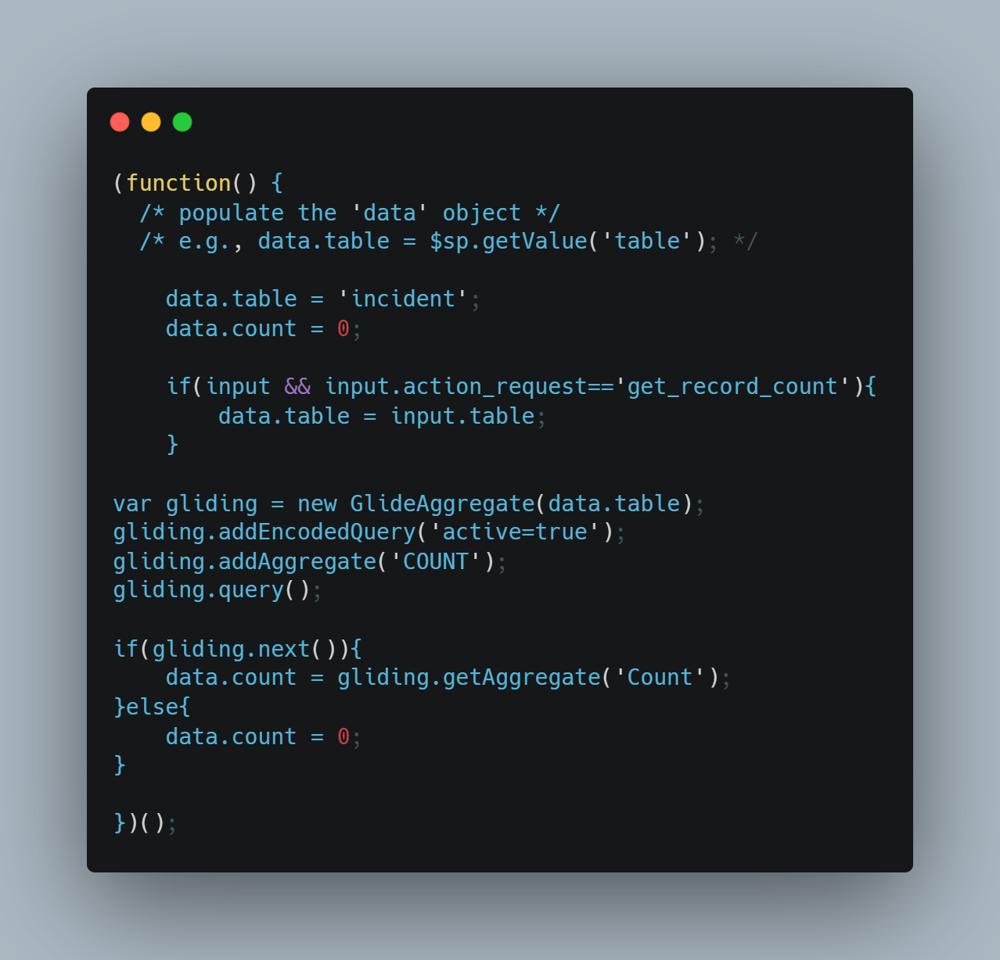 (function() {
  /* populate the 'data' object */
  /* e.g., data.table = $sp.getValue('table'); */

    data.table = 'incident';
    data.count = 0;

    if(input && input.action_request=='get_record_count'){
        data.table = input.table;
    }

var gliding = new GlideAggregate(data.table);
gliding.addEncodedQuery('active=true');
gliding.addAggregate('COUNT');
gliding.query();

if(gliding.next()){
    data.count = gliding.getAggregate('Count');
}else{
    data.count = 0;
}

})();